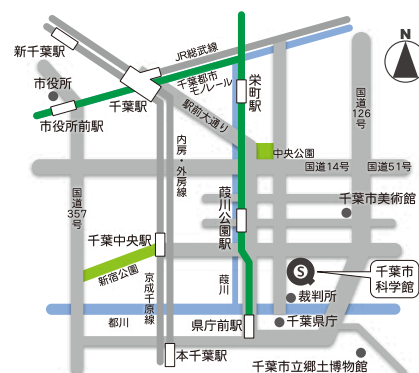 N
新千葉駅
JR総武線
市役所
千葉都市
モノレール
栄町駅
千葉駅
駅前大通り
国道
126
号
市役所前駅
中央公園
国道14号
国道51号
内房・外房線
国道
357
号
葭川公園駅
千葉市美術館
千葉中央駅
新宿公園
京成千原線
葭川
S
千葉市
科学館
裁判所
都川
県庁前駅
千葉県庁
本千葉駅
千葉市立郷土博物館